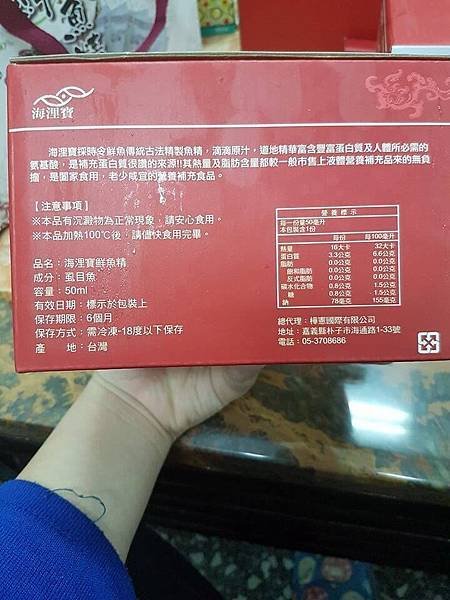 海浬寶
海浬寶採時令鮮魚傳統古法精製魚精，滴滴原汁，道地精華富含豐富蛋白質及人體所必需的
氨基酸，是補充蛋白質很讚的來源!!其熱量及脂肪含量都較一般市售上液體營養補充品來的無負
擔，是闔家食用，老少咸宜的營養補充食品。
【注意事項】
※本品有沉澱物為正常現象，請安心食用。
※本品加熱100℃後，請儘快食用完畢。
品名：海浬寶鮮魚精
成分：虱目魚
容量：50ml
有效日期：標示於包裝上
保存期限：6個月
保存方式：需冷凍-18度以下保存
產　地：台灣
營 養 標 示
每一份量50毫升
本包裝含1份
每份 每100毫升
熱量 16大卡 32大卡
蛋白質 3.3公克 6.6公克
脂肪 0.0公克 0.0公克
飽和脂肪 0.0公克 0.0公克
反式脂肪 0.0公克 0.0公克
碳水化合物 0.8公克 1.5公克
糖 0.8公克 1.5公克
鈉 78毫克 155毫克
總代理：樺憲國際有限公司
地址：嘉義縣朴子市海通路1-33號
電話：05-3708686